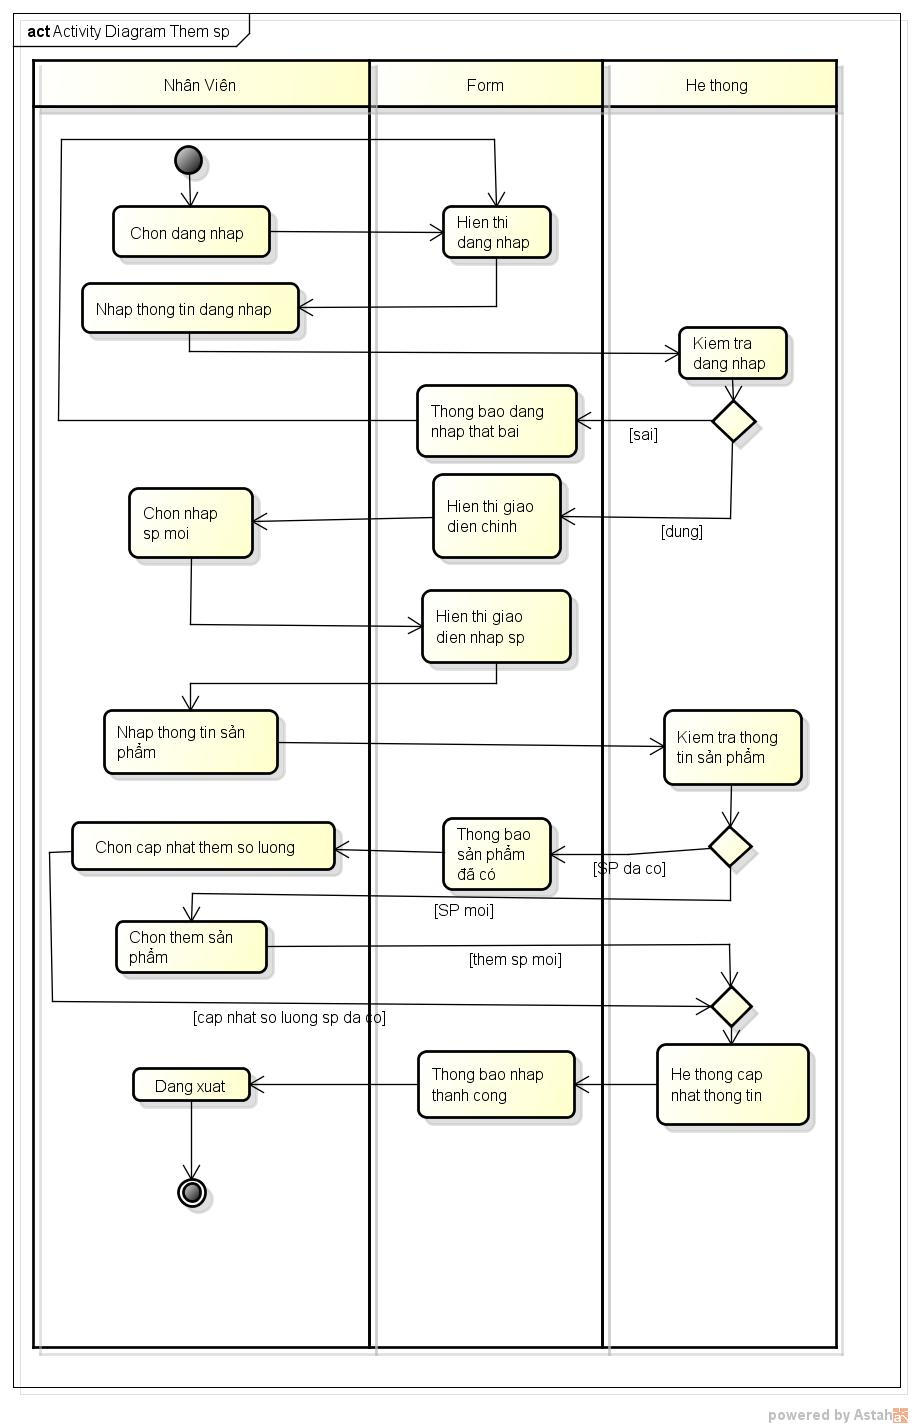 act Activity Diagram Them sp
Nhân Viên
Form
He thong
Chon dang nhap
Hien thi
dang nhap
Nhap thong tin dang nhap
Kiem tra
dang nhap
Thong bao dang
nhap that bai
[sai]
Chon nhap
sp moi
Hien thi giao
dien chinh
[dung]
Hien thi giao
dien nhap sp
Nhap thong tin sản
phẩm
Kiem tra thong
tin sản phẩm
Chon cap nhat them so luong
Thong bao
sản phẩm
đã có
[SP da co]
[SP moi]
Chon them sản
phẩm
[them sp moi]
[cap nhat so luong sp da co]
Dang xuat
Thong bao nhap
thanh cong
He thong cap
nhat thong tin
powered by Astah